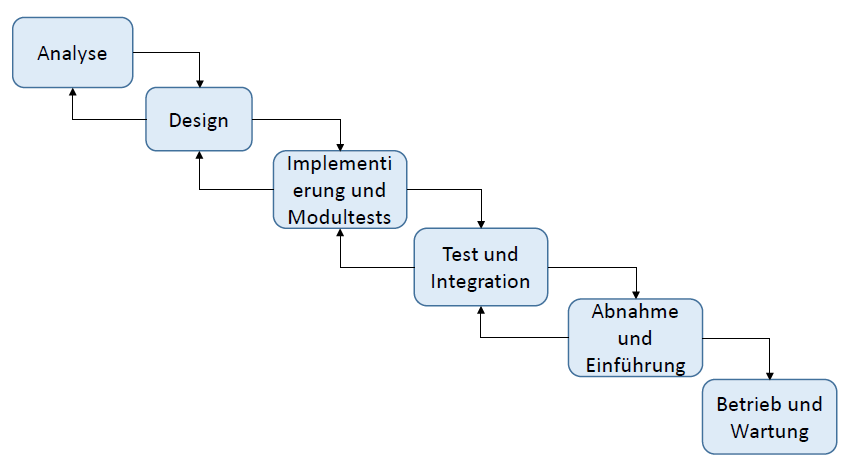 Analyse
Design
Implementi
erung und
Modultests
Test und
Integration
Abnahme
und
Einführung
Betrieb und
Wartung